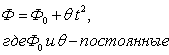 Φ = Φ₀ + θt²,
где Φ₀ и θ – постоянные